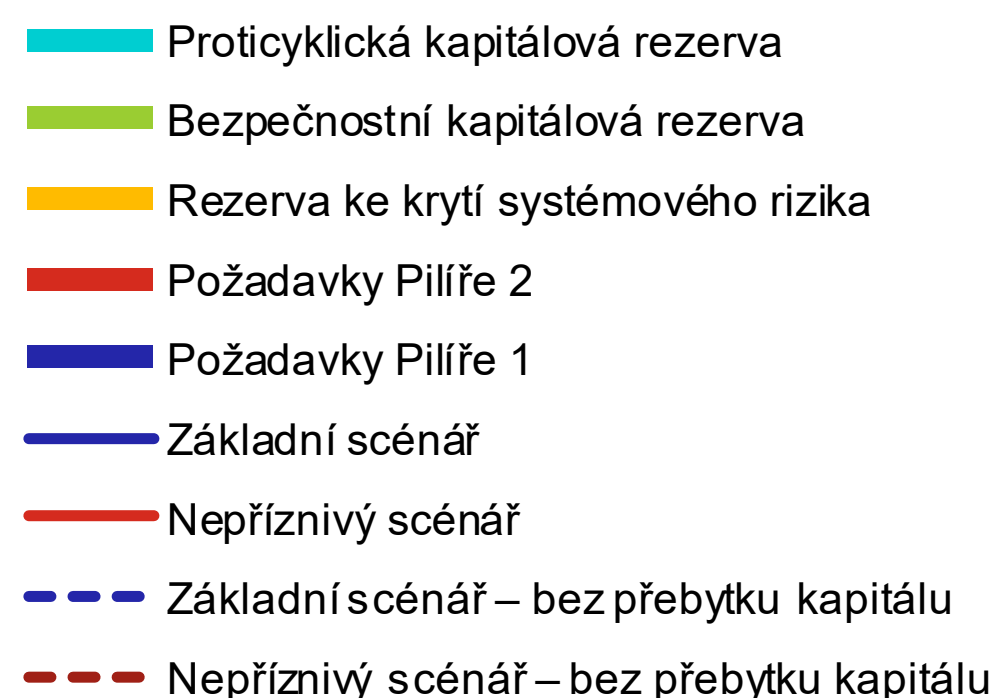 Proticyklická kapitálová rezerva
Bezpečnostní kapitálová rezerva
Rezerva ke krytí systémového rizika
Požadavky Pilíře 2
Požadavky Pilíře 1
Základní scénář
Nepříznivý scénář
Základní scénář – bez přebytku kapitálu
Nepříznivý scénář – bez přebytku kapitálu